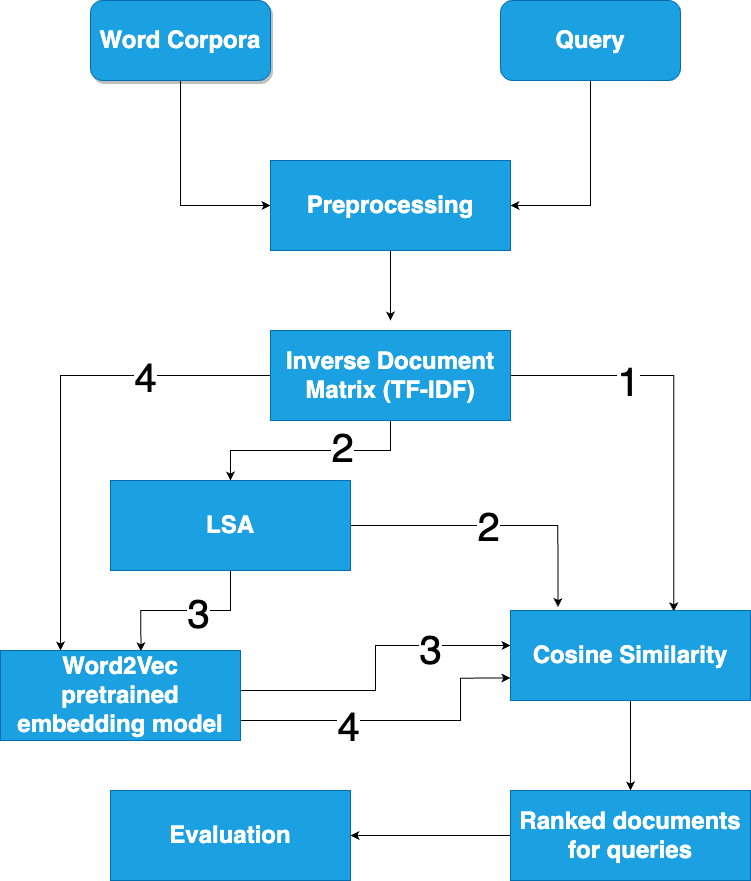 Word Corpora
Query
Preprocessing
Inverse Document
Matrix (TF-IDF)
4
1
2
LSA
2
3
Word2Vec
pretrained
embedding model
3
Cosine Similarity
4
Evaluation
Ranked documents
for queries